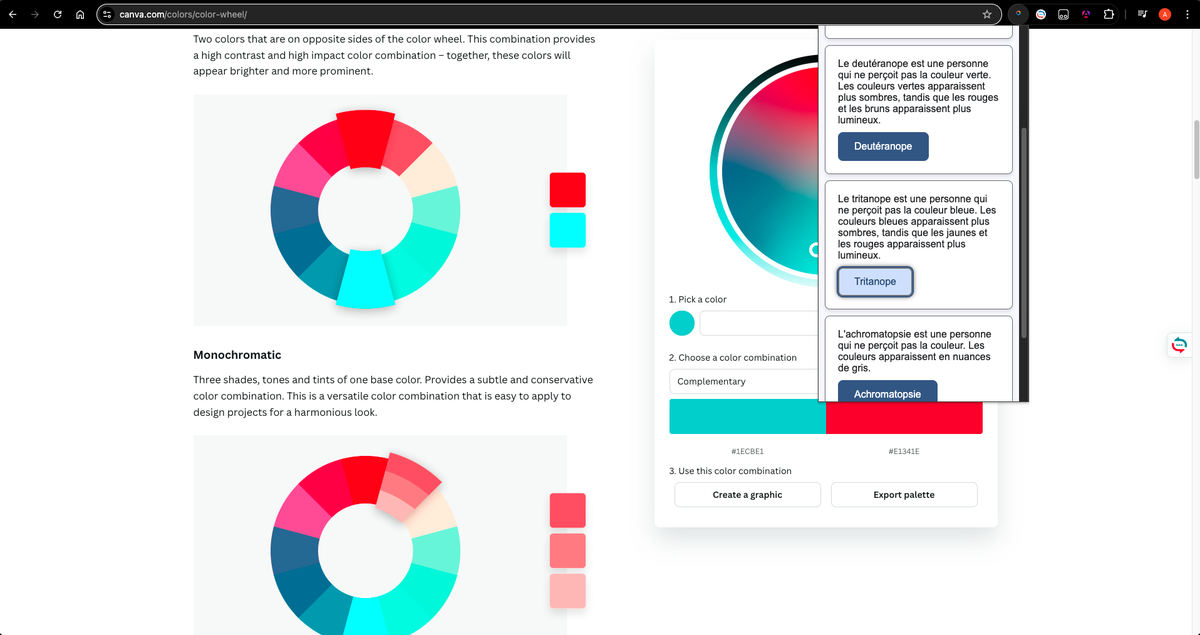 canva.com/colors/color-wheel/
A
Two colors that are on opposite sides of the color wheel. This combination provides
a high contrast and high impact color combination – together, these colors will
appear brighter and more prominent.
Monochromatic
Three shades, tones and tints of one base color. Provides a subtle and conservative
color combination. This is a versatile color combination that is easy to apply to
design projects for a harmonious look.
1. Pick a color
2. Choose a color combination
Complementary
#1ECBE1
#E1341E
3. Use this color combination
Create a graphic
Export palette
Le deutéranope est une personne
qui ne perçoit pas la couleur verte.
Les couleurs vertes apparaissent
plus sombres, tandis que les rouges
et les bruns apparaissent plus
lumineux.
Deutéranope
Le tritanope est une personne qui
ne perçoit pas la couleur bleue. Les
couleurs bleues apparaissent plus
sombres, tandis que les jaunes et
les rouges apparaissent plus
lumineux.
Tritanope
L'achromatopsie est une personne
qui ne perçoit pas la couleur. Les
couleurs apparaissent en nuances
de gris.
Achromatopsie